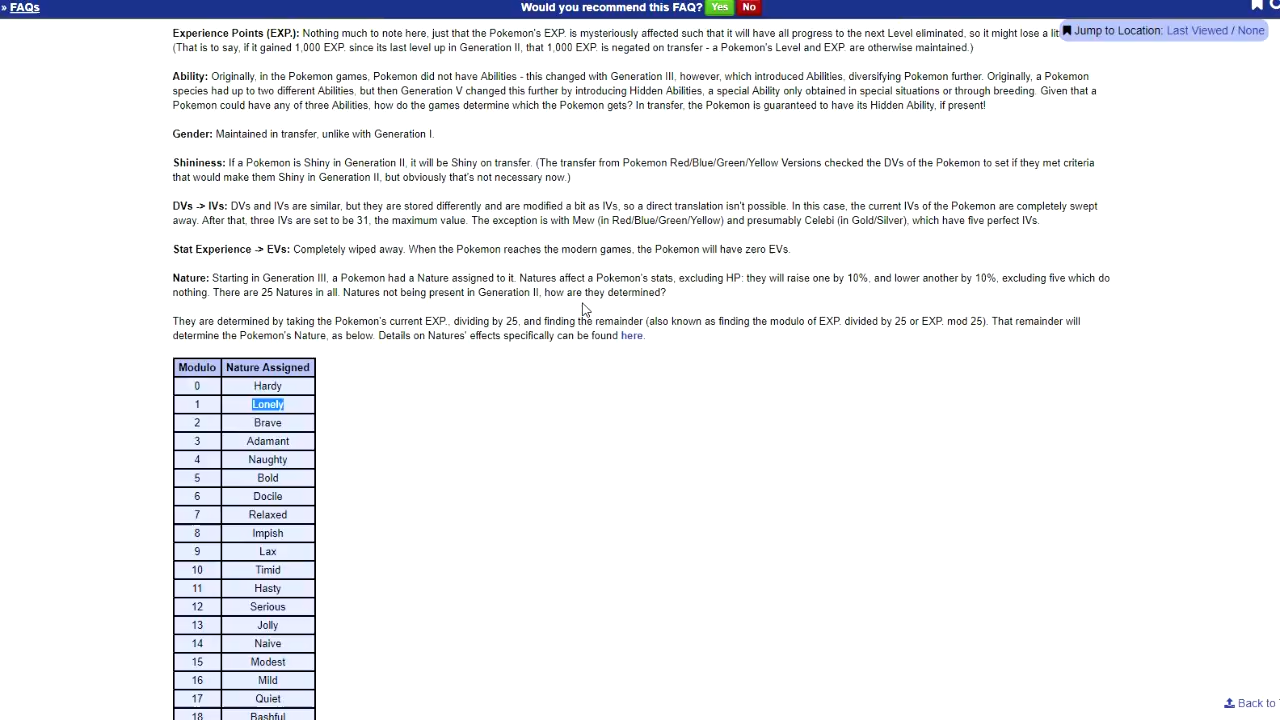 » FAQs
Would you recommend this FAQ? Yes No
Experience Points (EXP.): Nothing much to note here, just that the Pokemon's EXP. is mysteriously affected such that it will have all progress to the next Level eliminated, so it might lose a
Jump to Location: Last Viewed / None
(That is to say, if it gained 1,000 EXP. since its last level up in Generation II, that 1,000 EXP. is negated on transfer - a Pokemon's Level and EXP. are otherwise maintained.)
Ability: Originally, in the Pokemon games, Pokemon did not have Abilities - this changed with Generation III, however, which introduced Abilities, diversifying Pokemon further. Originally, a Pokemon
species had up to two different Abilities, but then Generation V changed this further by introducing Hidden Abilities, a special Ability only obtained in special situations or through breeding. Given that a
Pokemon could have any of three Abilities, how do the games determine which the Pokemon gets? In transfer, the Pokemon is guaranteed to have its Hidden Ability, if present!
Gender: Maintained in transfer, unlike with Generation I.
Shininess: If a Pokemon is Shiny in Generation II, it will be Shiny on transfer. (The transfer from Pokemon Red/Blue/Green/Yellow Versions checked the DVs of the Pokemon to set if they met criteria
that would make them Shiny in Generation II, but obviously that's not necessary now.)
DVs -> IVs: DVs and IVs are similar, but they are stored differently and are modified a bit as IVs, so a direct translation isn't possible. In this case, the current IVs of the Pokemon are completely swept
away. After that, three IVs are set to be 31, the maximum value. The exception is with Mew (in Red/Blue/Green/Yellow) and presumably Celebi (in Gold/Silver), which have five perfect IVs.
Stat Experience -> EVs: Completely wiped away. When the Pokemon reaches the modern games, the Pokemon will have zero EVs.
Nature: Starting in Generation III, a Pokemon had a Nature assigned to it. Natures affect a Pokemon's stats, excluding HP: they will raise one by 10%, and lower another by 10%, excluding five which do
nothing. There are 25 Natures in all. Natures not being present in Generation II, how are they determined?
They are determined by taking the Pokemon's current EXP., dividing by 25, and finding the remainder (also known as finding the modulo of EXP. divided by 25 or EXP. mod 25). That remainder will
determine the Pokemon's Nature, as below. Details on Natures' effects specifically can be found here.
Modulo Nature Assigned
0 Hardy
1 Lonely
2 Brave
3 Adamant
4 Naughty
5 Bold
6 Docile
7 Relaxed
8 Impish
9 Lax
10 Timid
11 Hasty
12 Serious
13 Jolly
14 Naive
15 Modest
16 Mild
17 Quiet
18 Bashful
Back to